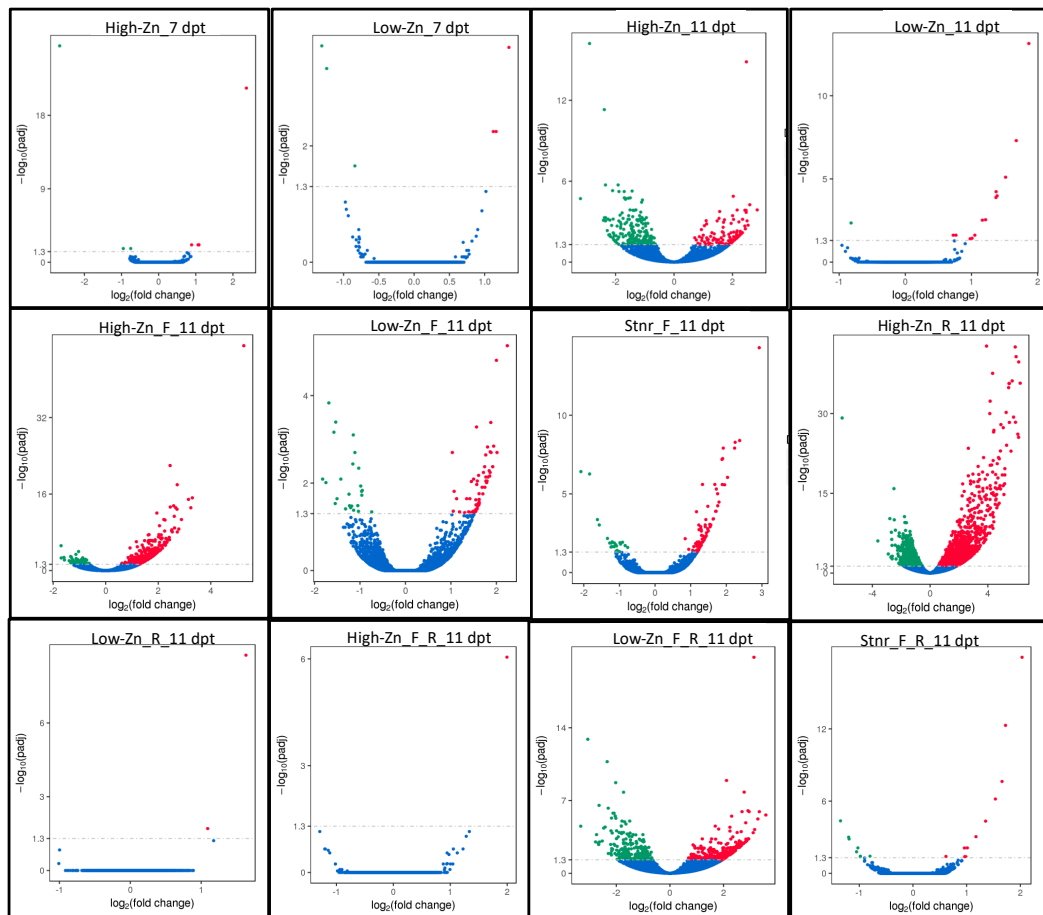 High-Zn_7 dpt
−log10(padj)
18
9
1.3
0
-2 -1 0 1 2
log2(fold change)
Low-Zn_7 dpt
−log10(padj)
2
1.3
0
-1.0 -0.5 0.0 0.5 1.0
log2(fold change)
High-Zn_11 dpt
−log10(padj)
12
6
1.3
0
-2 0 2
log2(fold change)
Low-Zn_11 dpt
−log10(padj)
10
5
1.3
0
-1 0 1
log2(fold change)
High-Zn_F_11 dpt
−log10(padj)
32
16
1.3
0
-2 0 2 4
log2(fold change)
Low-Zn_F_11 dpt
−log10(padj)
4
2
1.3
0
-2 -1 0 1 2
log2(fold change)
Stnr_F_11 dpt
−log10(padj)
10
5
1.3
0
-2 -1 0 1 2 3
log2(fold change)
High-Zn_R_11 dpt
−log10(padj)
30
15
1.3
0
-4 0 4
log2(fold change)
Low-Zn_R_11 dpt
−log10(padj)
6
3
1.3
0
-1 0 1
log2(fold change)
High-Zn_F_R_11 dpt
−log10(padj)
6
3
1.3
0
-1 0 1 2
log2(fold change)
Low-Zn_F_R_11 dpt
−log10(padj)
14
7
1.3
0
-2 0 2
log2(fold change)
Stnr_F_R_11 dpt
−log10(padj)
12
6
1.3
0
-1 0 1 2
log2(fold change)